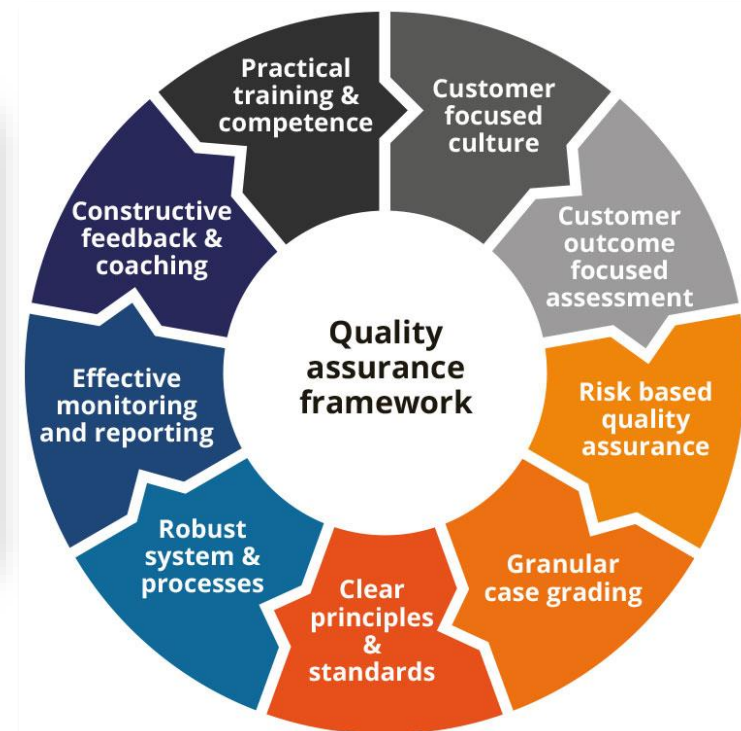 Practical
training &
competence
Customer
focused
culture
Customer
outcome
focused
assessment
Risk based
quality
assurance
Granular
case grading
Clear
principles
&
standards
Robust
system &
processes
Effective
monitoring
and reporting
Constructive
feedback &
coaching
Quality
assurance
framework